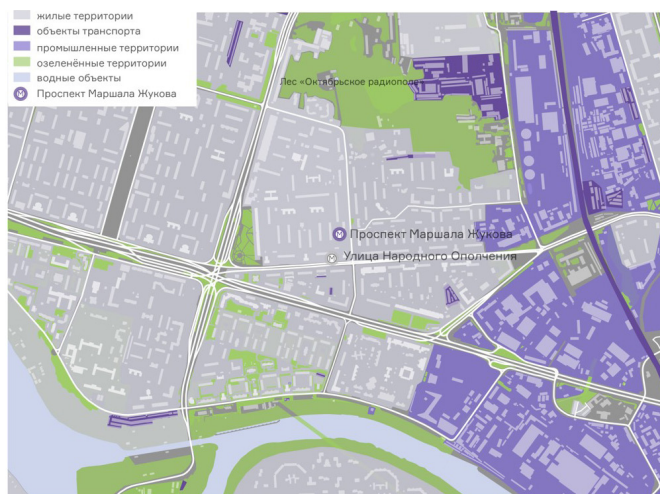 жилые территории
объекты транспорта
промышленные территории
озеленённые территории
водные объекты
Проспект Маршала Жукова
Лес «Октябрьское радиополе»
Проспект Маршала Жукова
Улица Народного Ополчения